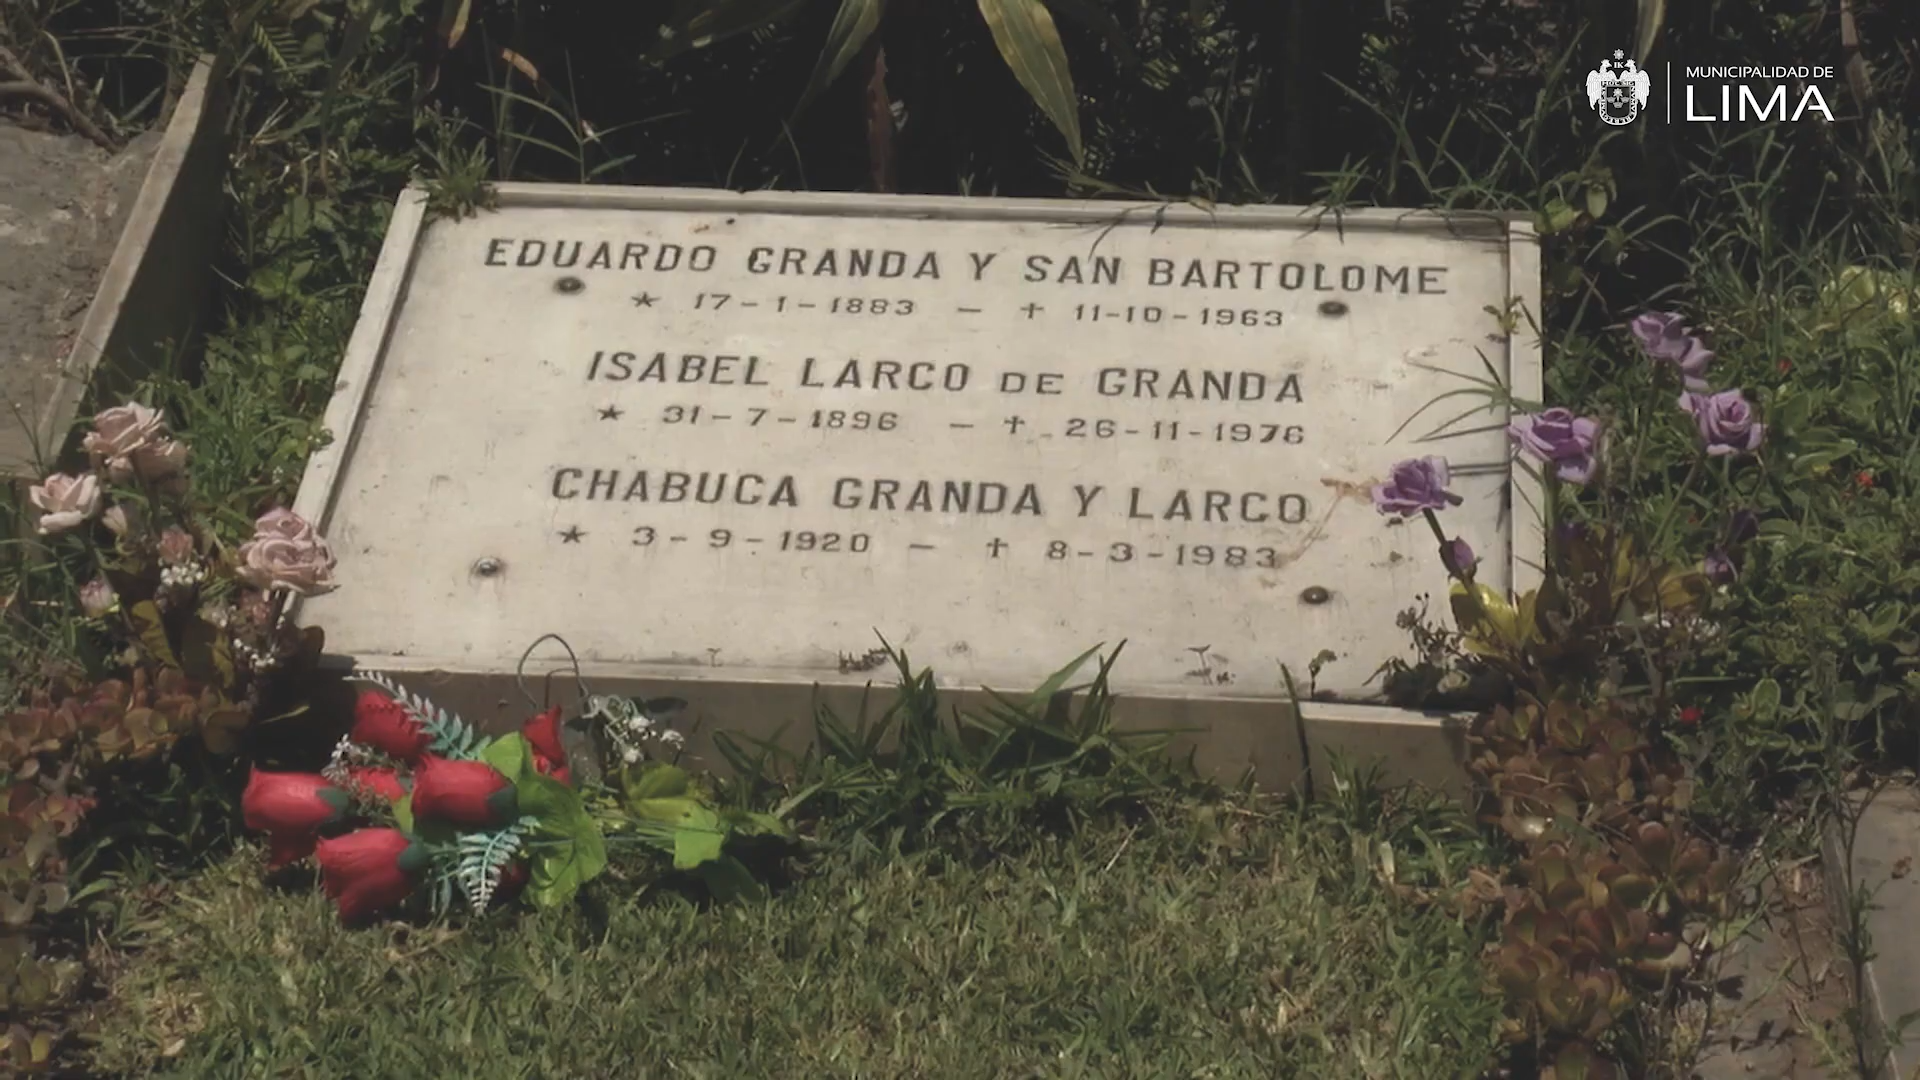 MUNICIPALIDAD DE
LIMA
EDUARDO GRANDA Y SAN BARTOLOME
★ 17-1-1883 – ✝ 11-10-1963
ISABEL LARCO DE GRANDA
★ 31-7-1896 – ✝ 26-11-1976
CHABUCA GRANDA Y LARCO
★ 3-9-1920 – ✝ 8-3-1983